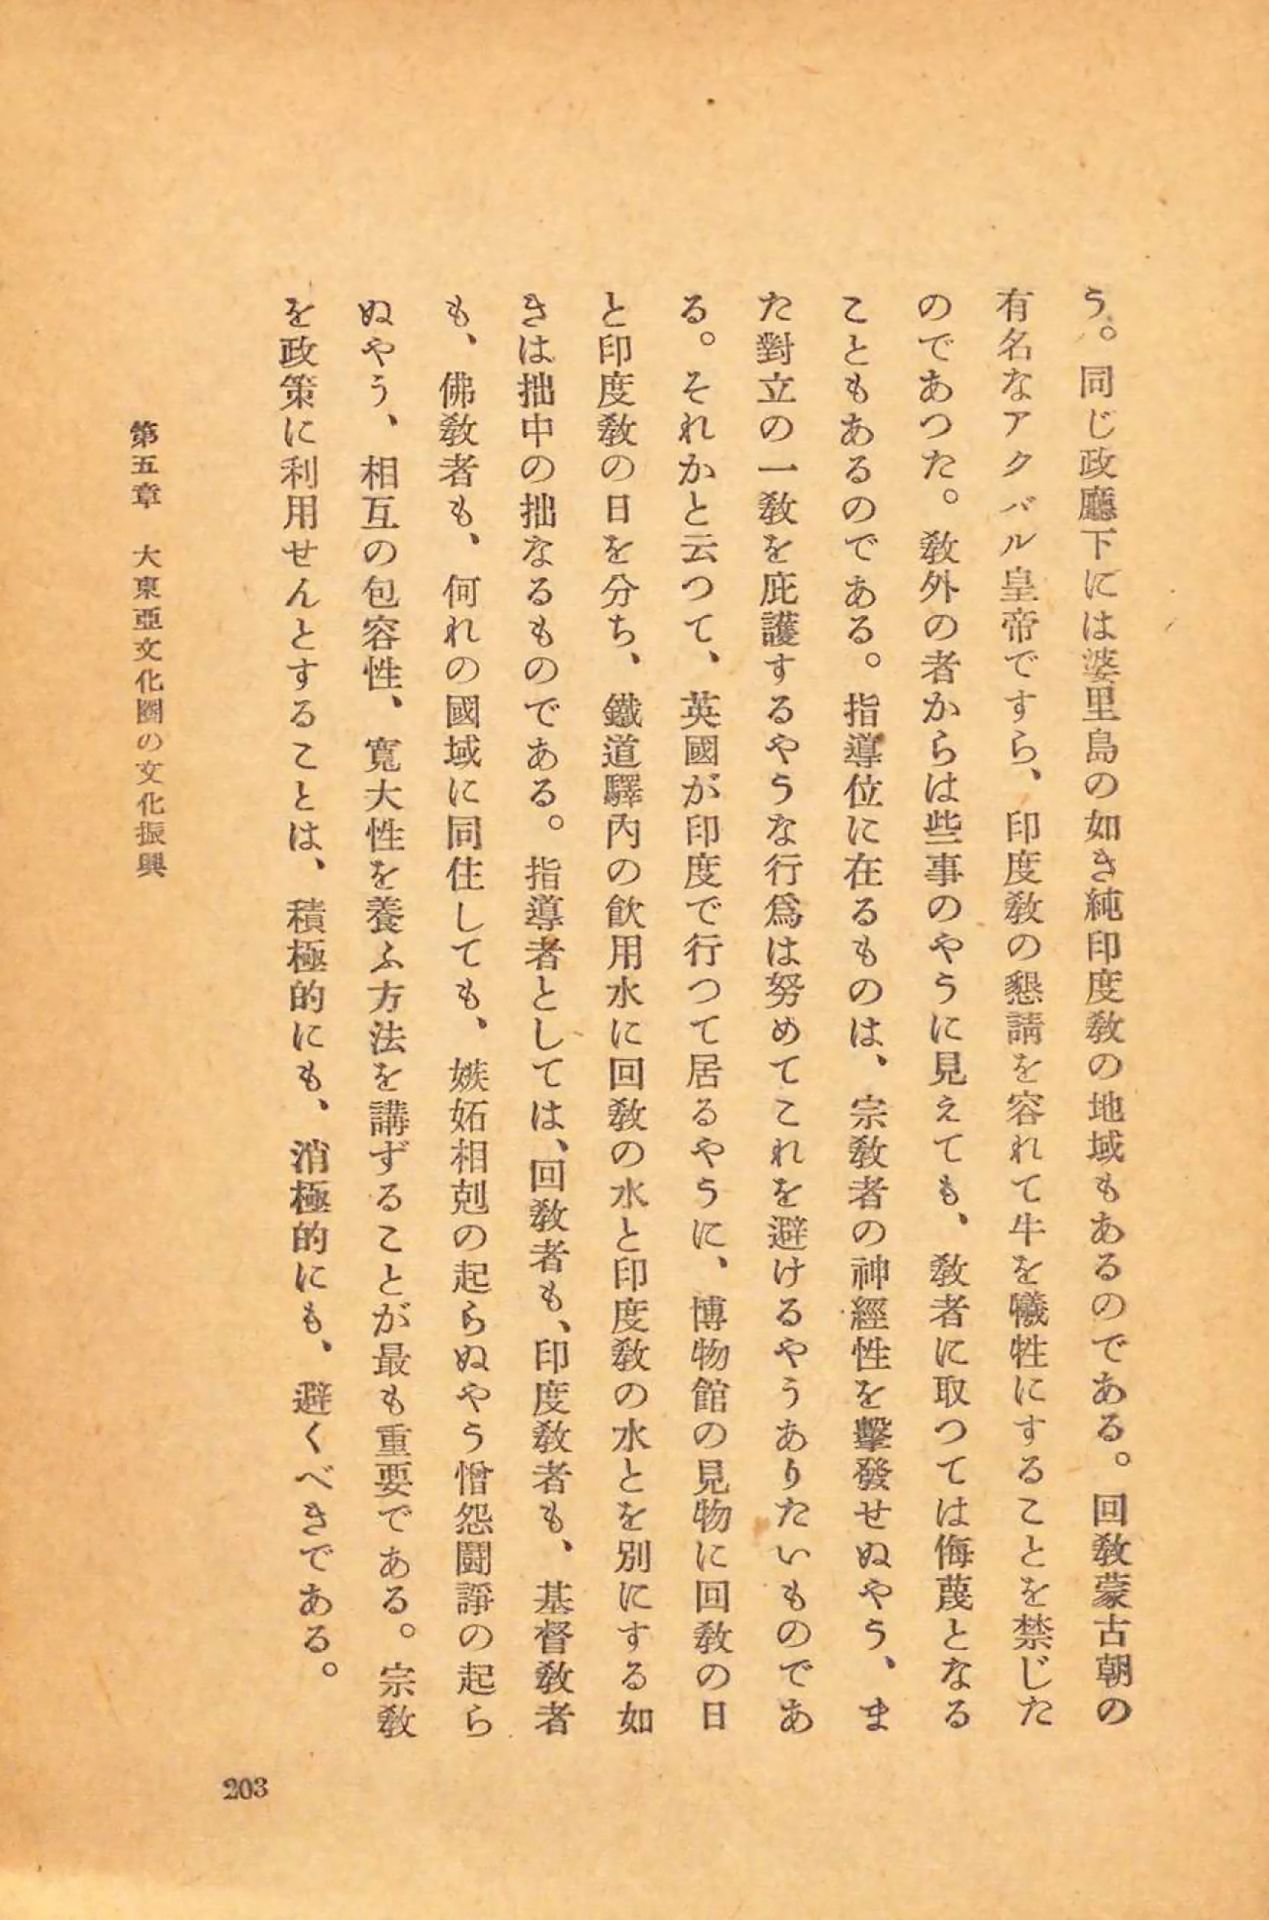 う。同じ政廳下には婆里島の如き純印度敎の地域もあるのである。回敎蒙古朝の
有名なアクバル皇帝ですら、印度敎の懇請を容れて牛を犧牲にすることを禁じた
のであつた。敎外の者からは些事のやうに見えても、敎者に取つては侮蔑となる
こともあるのである。指導位に在るものは、宗敎者の神經性を擊發せぬやう、ま
た對立の一敎を庇護するやうな行爲は努めてこれを避けるやうありたいものであ
る。それかと云つて、英國が印度で行つて居るやうに、博物館の見物に回敎の日
と印度敎の日を分ち、鐵道驛內の飮用水に回敎の水と印度敎の水とを別にする如
きは拙中の拙なるものである。指導者としては、回敎者も、印度敎者も、基督敎者
も、佛敎者も、何れの國域に同住しても、嫉妬相剋の起らぬやう憎怨鬪諍の起ら
ぬやう、相互の包容性、寬大性を養ふ方法を講ずることが最も重要である。宗敎
を政策に利用せんとすることは、積極的にも、消極的にも、避くべきである。
第五章　大東亞文化圈の文化振興
203